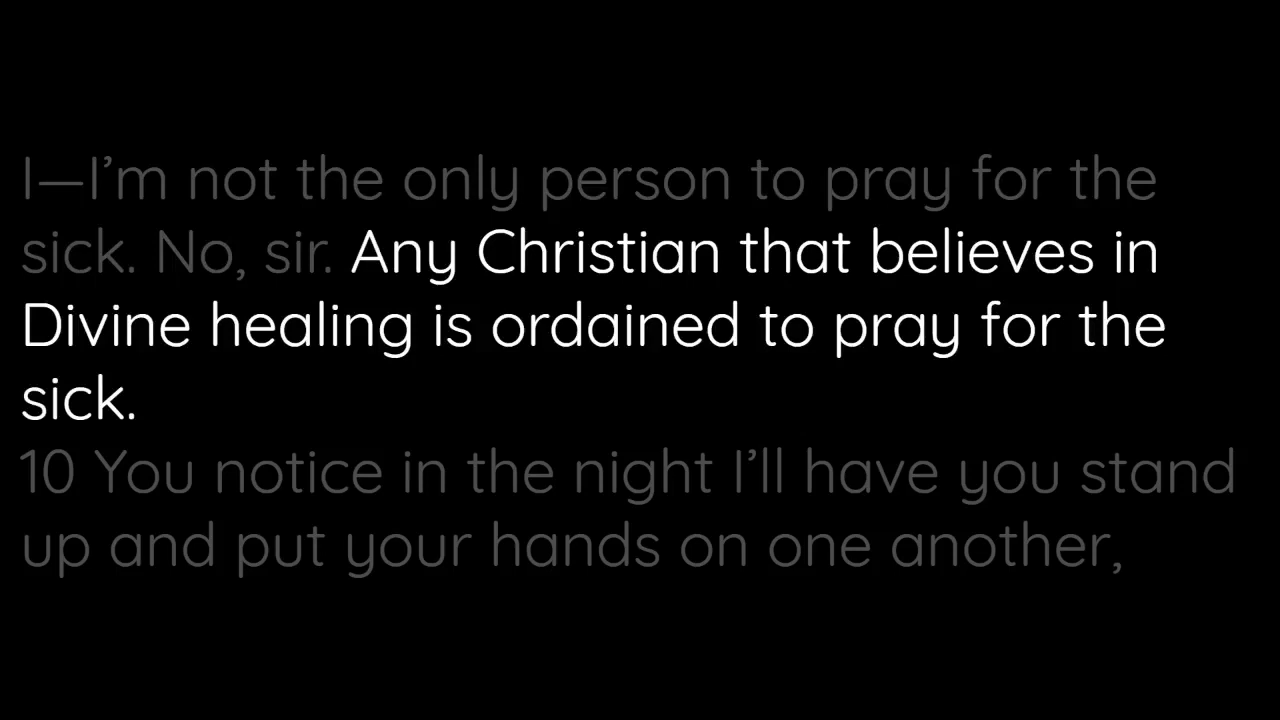 I—I’m not the only person to pray for the
sick. No, sir. Any Christian that believes in
Divine healing is ordained to pray for the
sick.
10 You notice in the night I’ll have you stand
up and put your hands on one another,